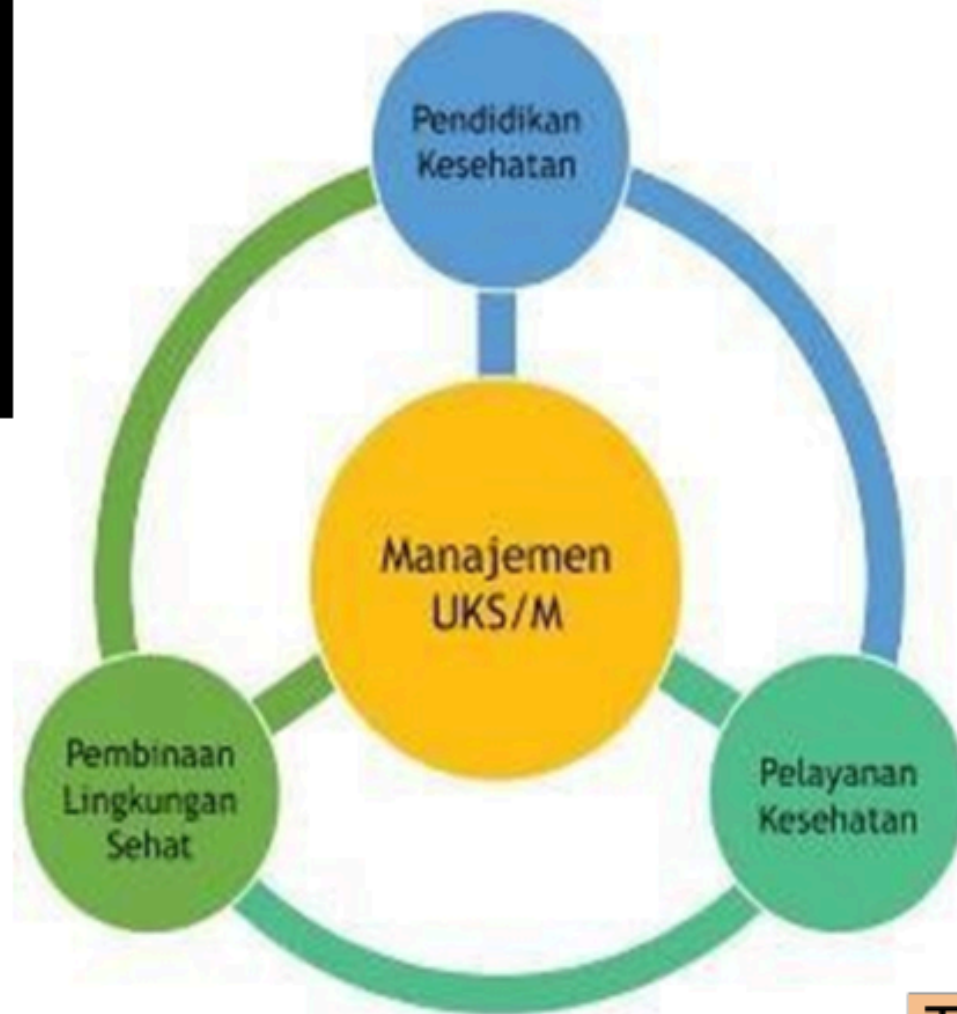 Pendidikan
Kesehatan
Manajemen
UKS/M
Pembinaan
Lingkungan
Sehat
Pelayanan
Kesehatan